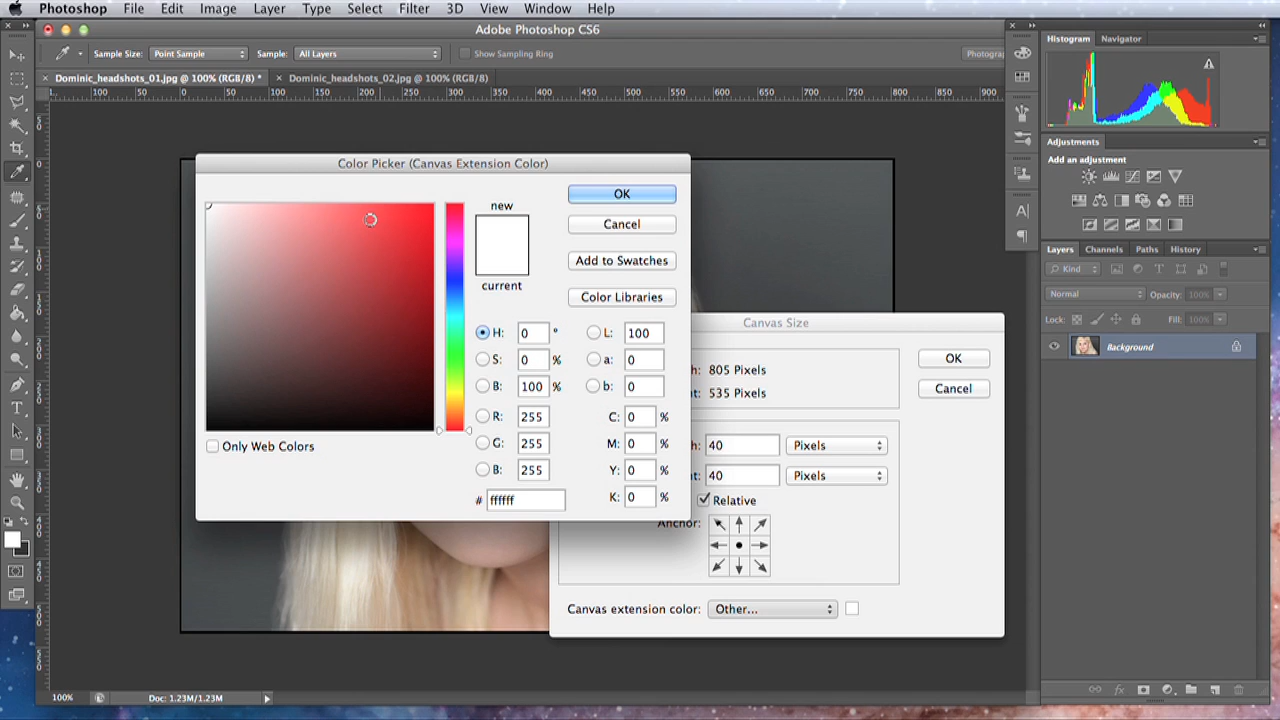 Photoshop File Edit Image Layer Type Select Filter 3D View Window Help
Adobe Photoshop CS6
Sample Size: Point Sample Sample: All Layers Show Sampling Ring Photograp
Dominic_headshots_01.jpg @ 100% (RGB/8) * Dominic_headshots_02.jpg @ 100% (RGB/8)
100 50 0 50 100 150 200 250 300 350 400 450 500 550 600 650 700 750 800 850 900
Histogram Navigator
Adjustments
Add an adjustment
Layers Channels Paths History
Kind
Normal Opacity: 100%
Lock: Fill: 100%
Background
Color Picker (Canvas Extension Color)
new
current
OK
Cancel
Add to Swatches
Color Libraries
H: 0 ° L: 100
S: 0 % a: 0
B: 100 % b: 0
R: 255 C: 0 %
G: 255 M: 0 %
B: 255 Y: 0 %
# ffffff K: 0 %
Only Web Colors
Canvas Size
h: 805 Pixels
t: 535 Pixels
OK
Cancel
h: 40 Pixels
t: 40 Pixels
Relative
Anchor:
Canvas extension color: Other...
100% Doc: 1.23M/1.23M